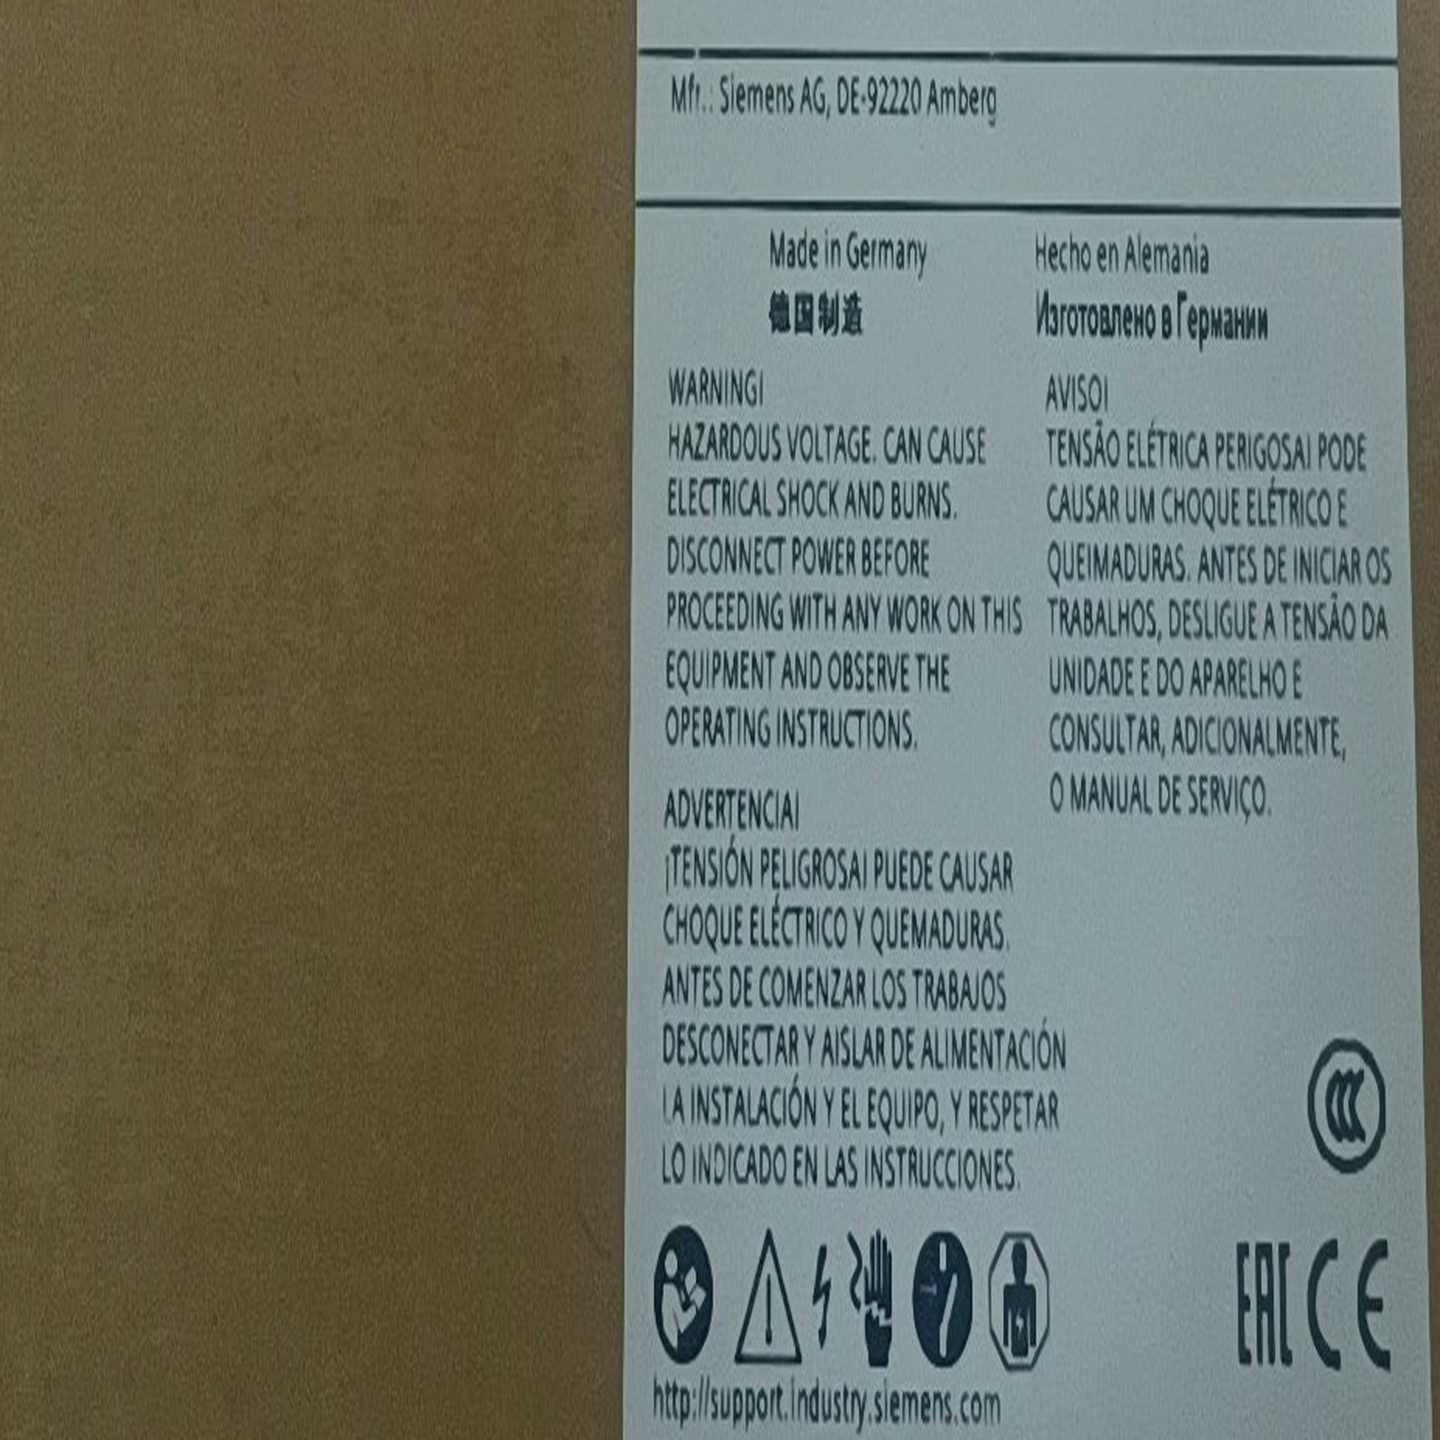 Mfr.: Siemens AG, DE-92220 Amberg
Made in Germany
德国制造
Hecho en Alemania
Изготовлено в Германии
WARNING!
HAZARDOUS VOLTAGE. CAN CAUSE
ELECTRICAL SHOCK AND BURNS.
DISCONNECT POWER BEFORE
PROCEEDING WITH ANY WORK ON THIS
EQUIPMENT AND OBSERVE THE
OPERATING INSTRUCTIONS.
ADVERTENCIA!
¡TENSIÓN PELIGROSA! PUEDE CAUSAR
CHOQUE ELÉCTRICO Y QUEMADURAS.
ANTES DE COMENZAR LOS TRABAJOS
DESCONECTAR Y AISLAR DE ALIMENTACIÓN
LA INSTALACIÓN Y EL EQUIPO, Y RESPETAR
LO INDICADO EN LAS INSTRUCCIONES.
AVISO!
TENSÃO ELÉTRICA PERIGOSA! PODE
CAUSAR UM CHOQUE ELÉTRICO E
QUEIMADURAS. ANTES DE INICIAR OS
TRABALHOS, DESLIGUE A TENSÃO DA
UNIDADE E DO APARELHO E
CONSULTAR, ADICIONALMENTE,
O MANUAL DE SERVIÇO.
CCC
EAC CE
http://support.industry.siemens.com